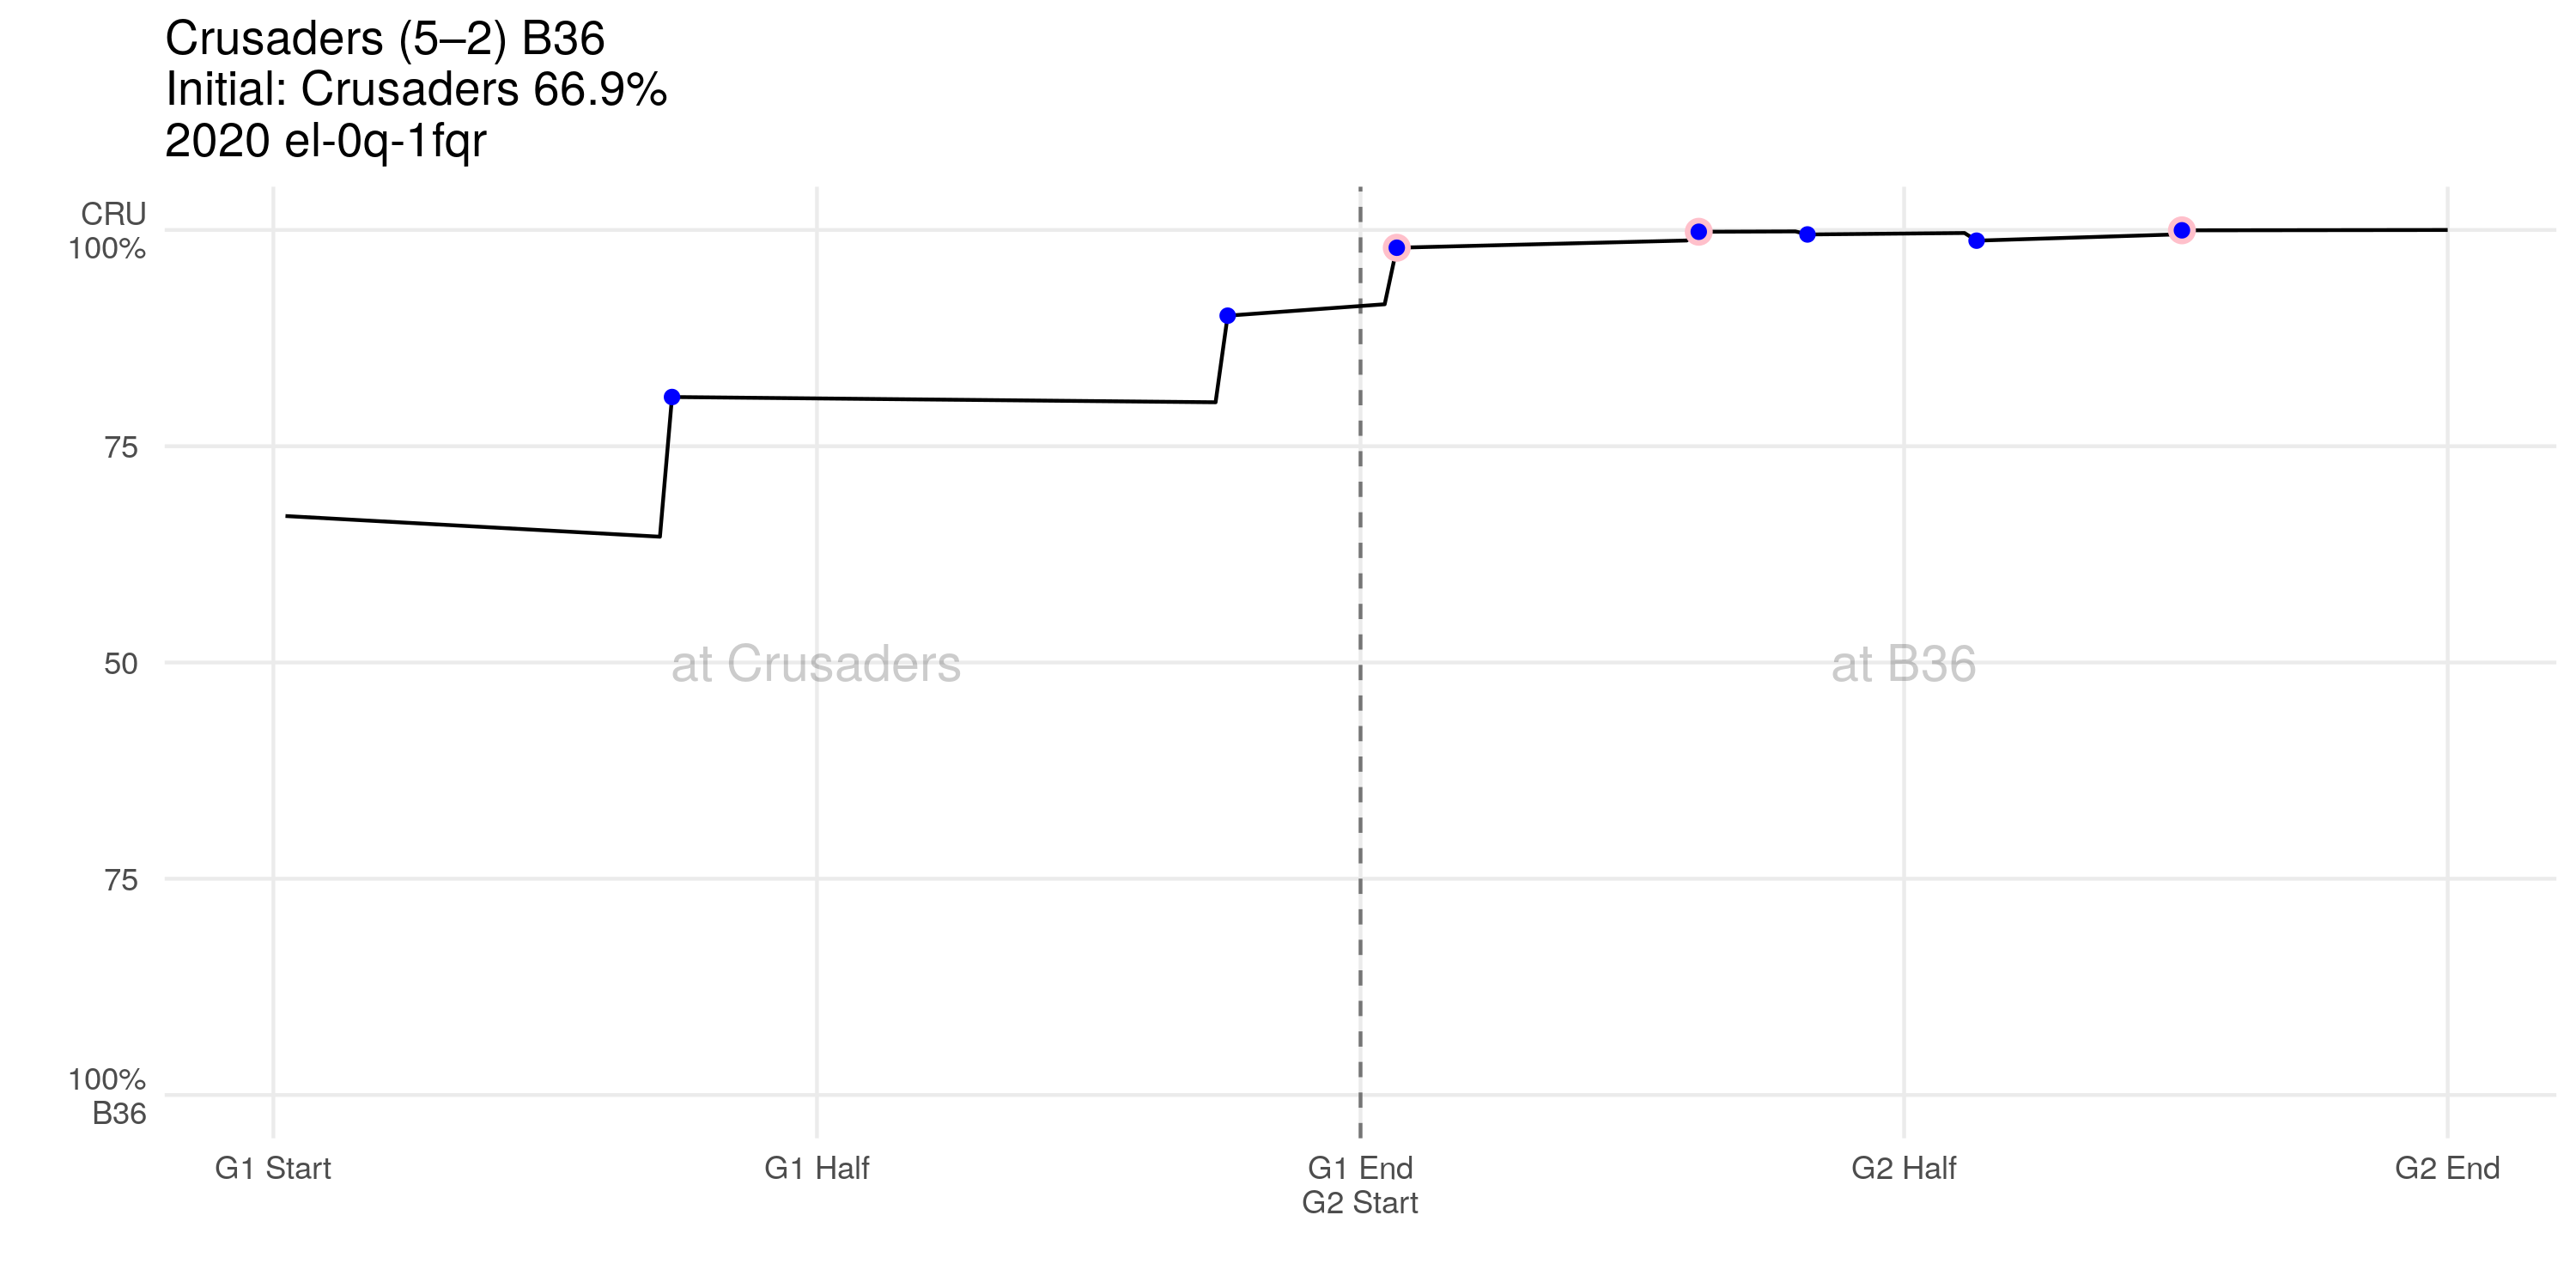 Crusaders (5–2) B36
Initial: Crusaders 66.9%
2020 el-0q-1fqr
CRU
100%
75
50
75
100%
B36
at Crusaders
at B36
G1 Start
G1 Half
G1 End
G2 Start
G2 Half
G2 End